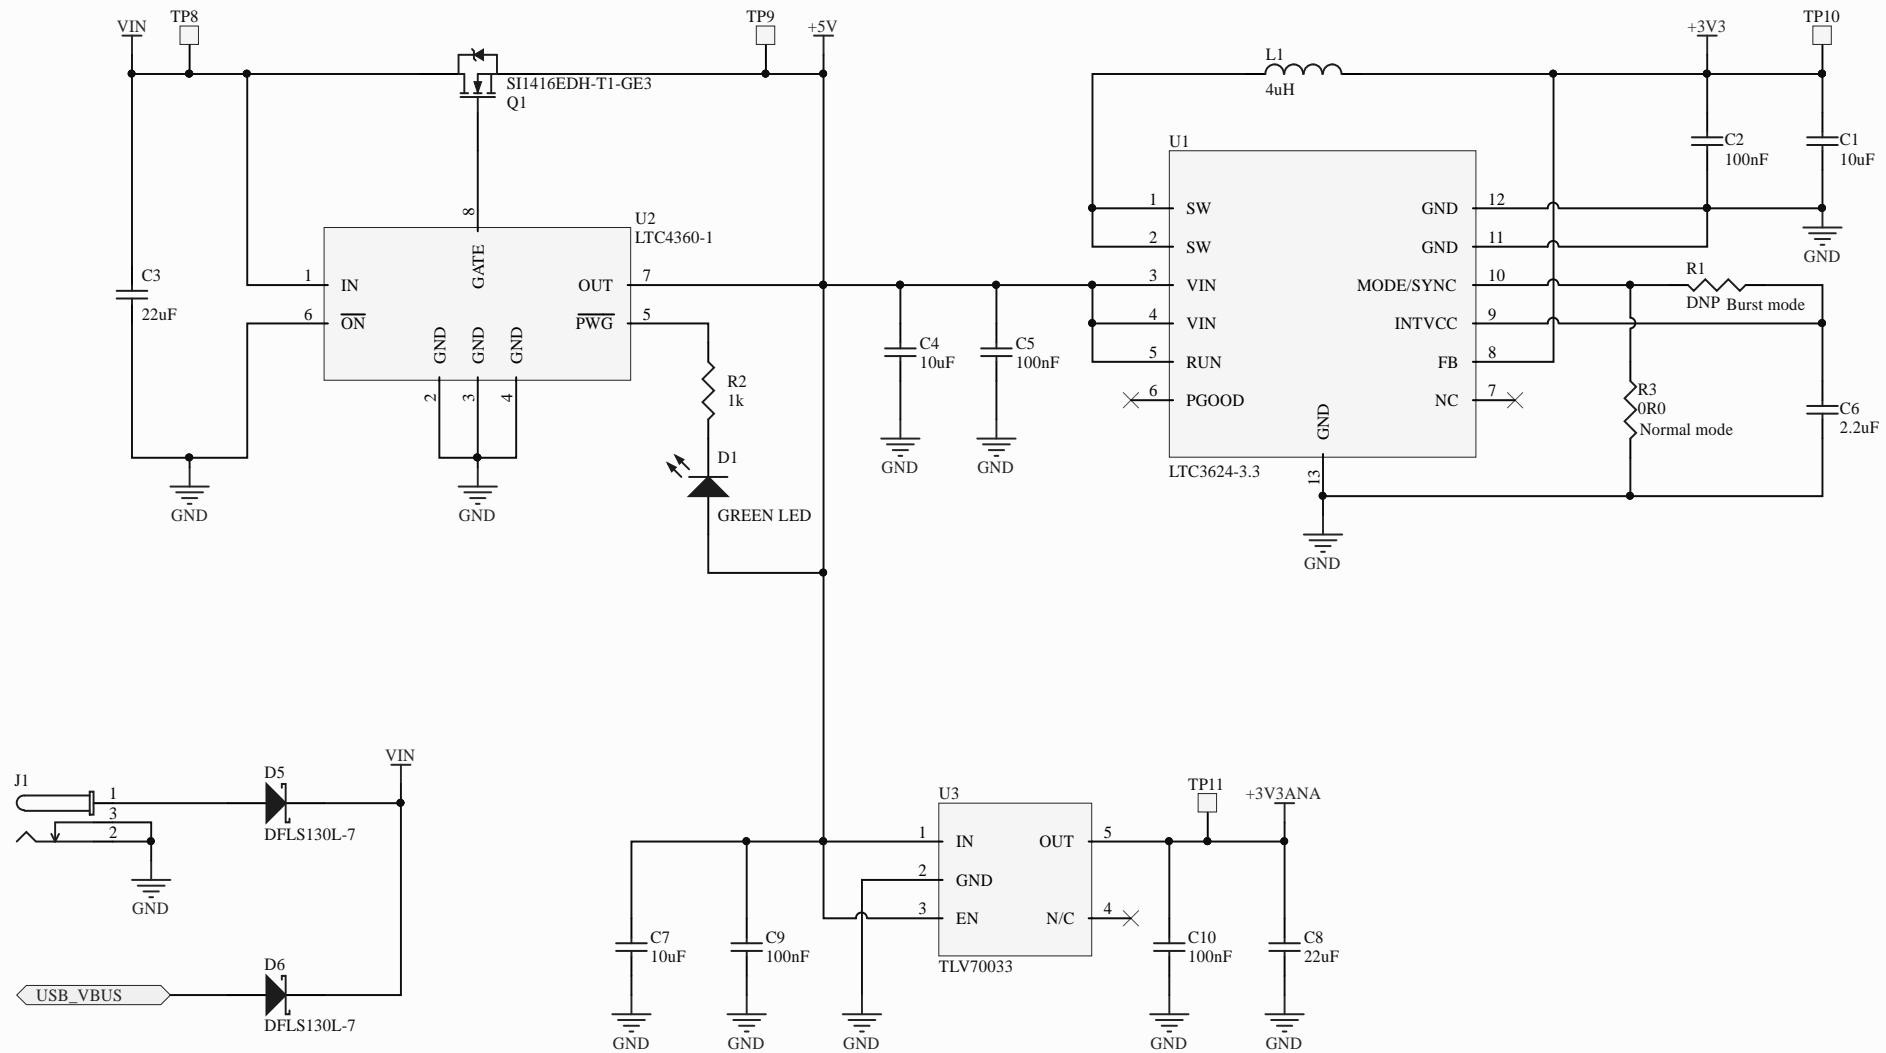 VIN
TP8
TP9
+5V
SI1416EDH-T1-GE3
Q1
8
U2
LTC4360-1
C3
22uF
1
IN
GATE
OUT
7
6
ON
PWG
5
GND
GND
GND
2
3
4
GND
GND
R2
1k
D1
GREEN LED
C4
10uF
GND
C5
100nF
GND
L1
4uH
+3V3
TP10
U1
C2
100nF
C1
10uF
GND
1
SW
GND
12
2
SW
GND
11
3
VIN
MODE/SYNC
10
4
VIN
INTVCC
9
5
RUN
FB
8
6
PGOOD
NC
7
GND
13
LTC3624-3.3
GND
R1
DNP
Burst mode
R3
0R0
Normal mode
C6
2.2uF
J1
1
3
2
GND
D5
DFLS130L-7
VIN
USB_VBUS
D6
DFLS130L-7
C7
10uF
GND
C9
100nF
GND
GND
U3
1
IN
OUT
5
2
GND
3
EN
N/C
4
TLV70033
TP11
+3V3ANA
C10
100nF
GND
C8
22uF
GND